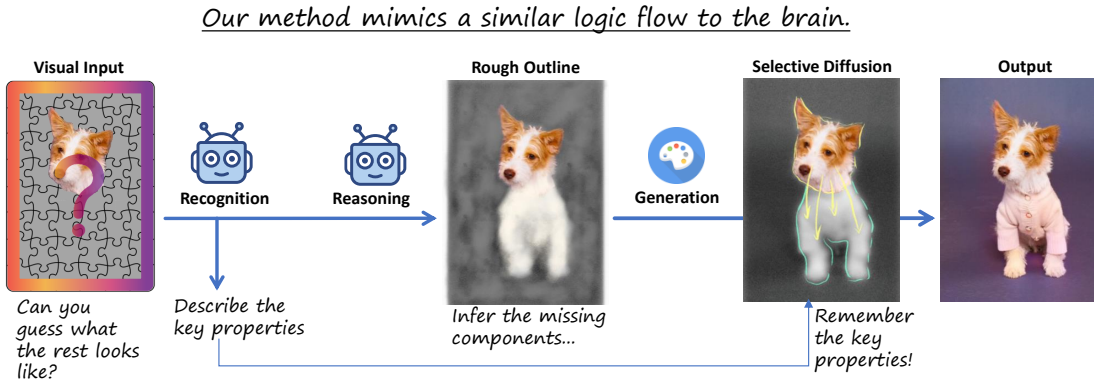 Our method mimics a similar logic flow to the brain.
Visual Input
Rough Outline
Selective Diffusion
Output
?
Recognition
Reasoning
Generation
Can you
guess what
the rest looks
like?
Describe the
key properties
Infer the missing
components...
Remember
the key
properties!